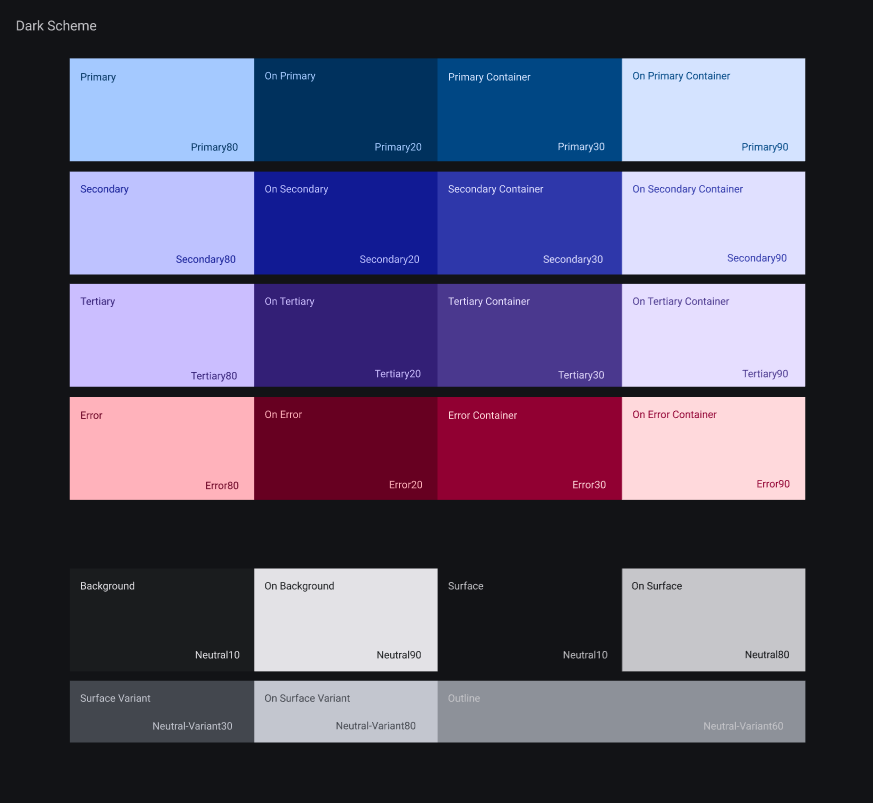 Dark Scheme
Primary
On Primary
Primary Container
On Primary Container
Primary80
Primary20
Primary30
Primary90
Secondary
On Secondary
Secondary Container
On Secondary Container
Secondary80
Secondary20
Secondary30
Secondary90
Tertiary
On Tertiary
Tertiary Container
On Tertiary Container
Tertiary80
Tertiary20
Tertiary30
Tertiary90
Error
On Error
Error Container
On Error Container
Error80
Error20
Error30
Error90
Background
On Background
Surface
On Surface
Neutral10
Neutral90
Neutral10
Neutral80
Surface Variant
On Surface Variant
Outline
Neutral-Variant30
Neutral-Variant80
Neutral-Variant60